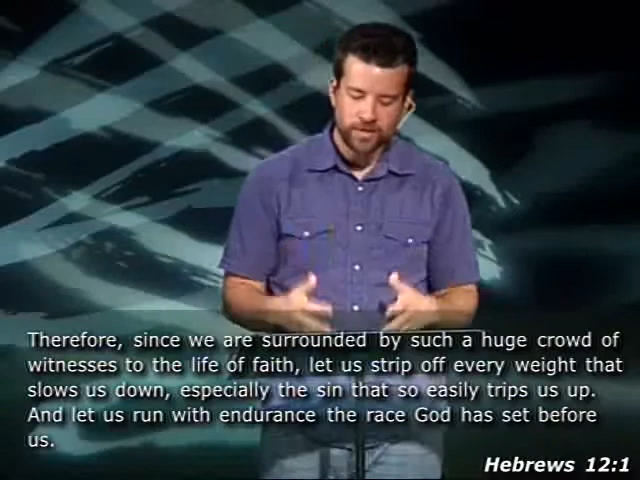 Therefore, since we are surrounded by such a huge crowd of
witnesses to the life of faith, let us strip off every weight that
slows us down, especially the sin that so easily trips us up.
And let us run with endurance the race God has set before
us.
Hebrews 12:1